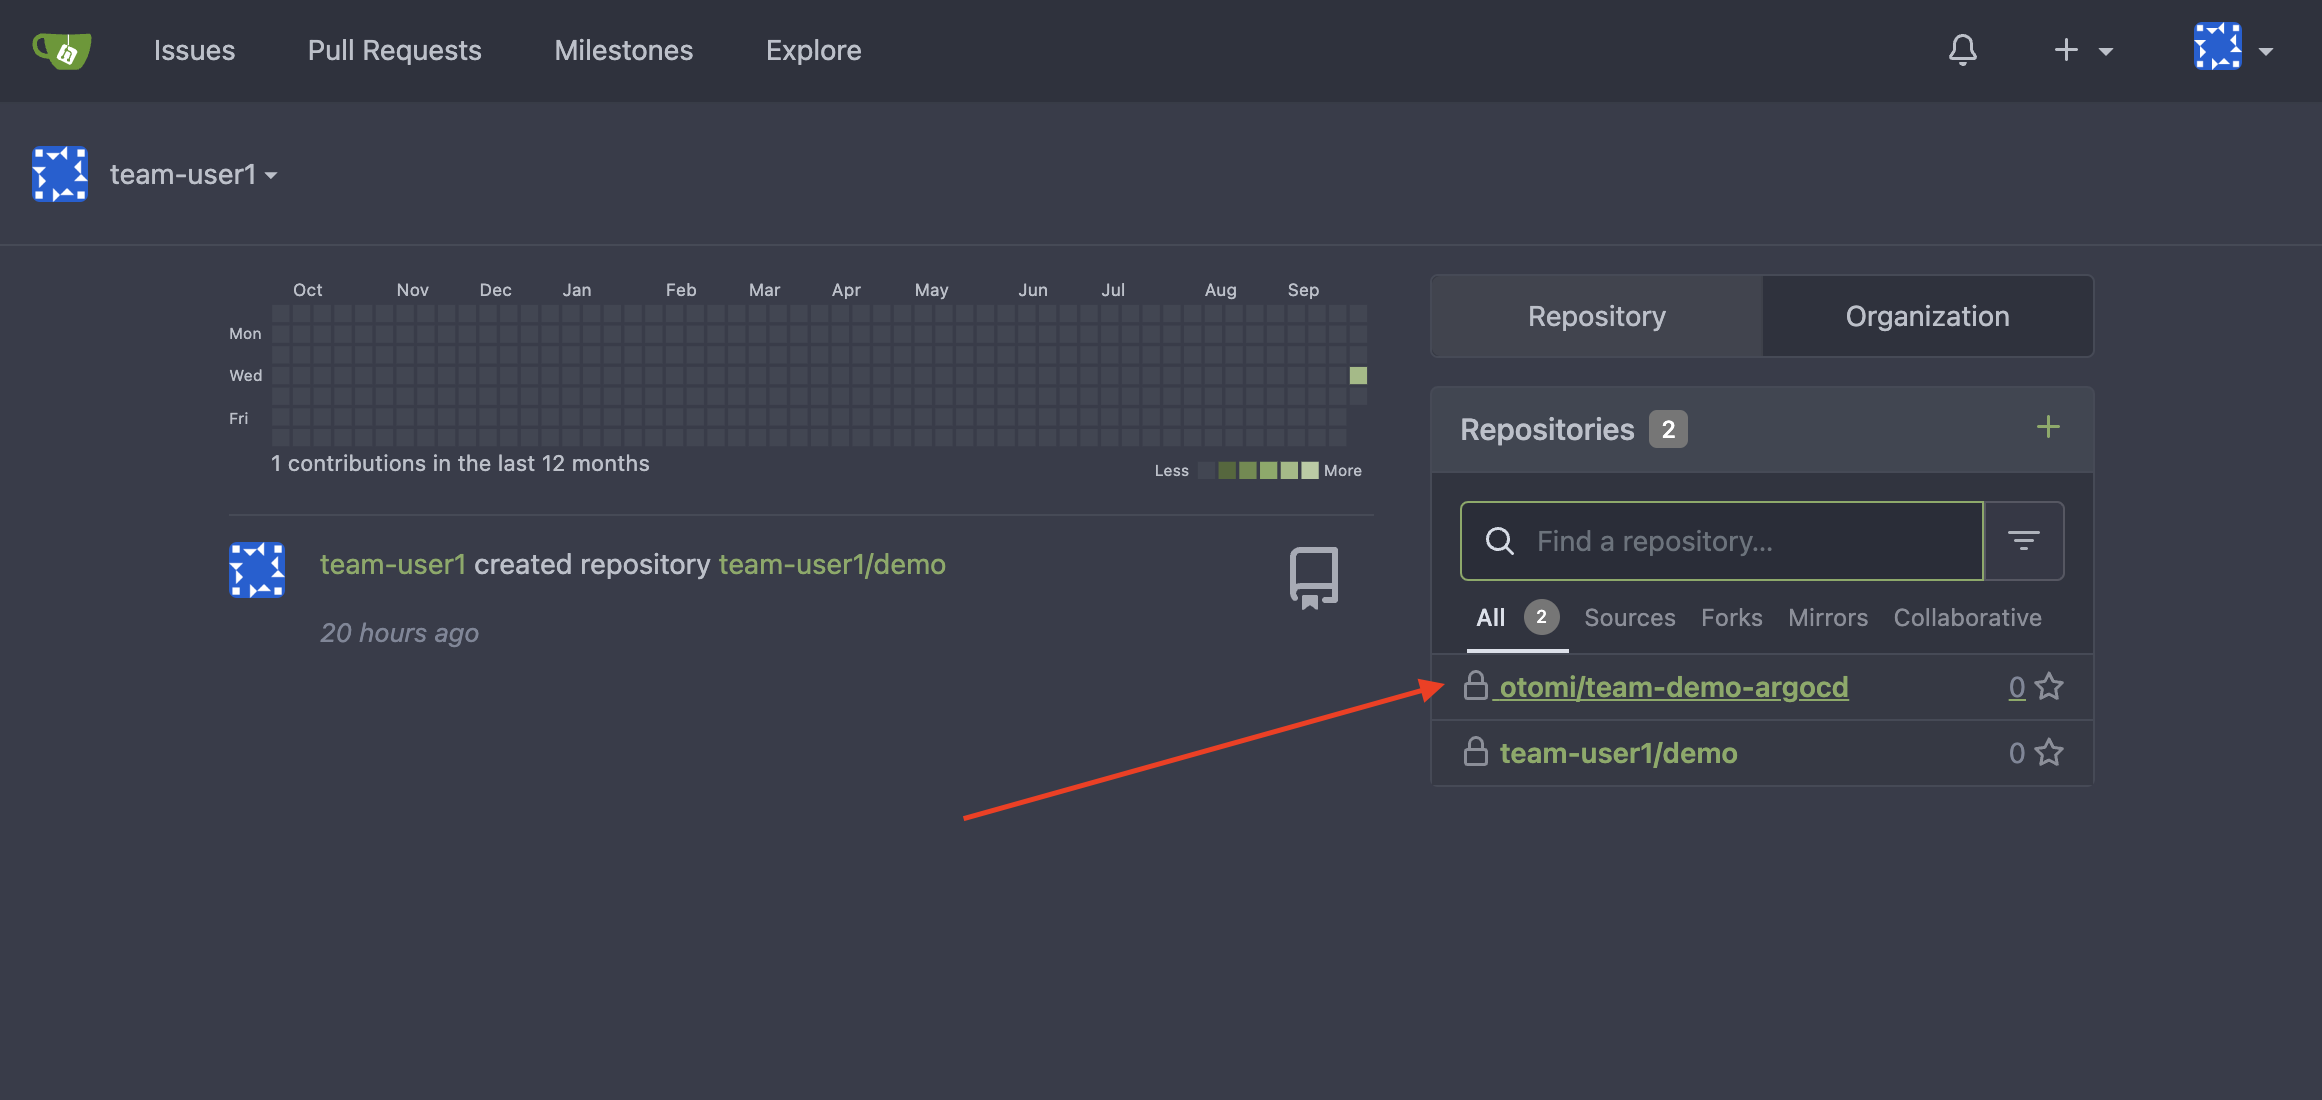 Issues Pull Requests Milestones Explore
team-user1
Oct Nov Dec Jan Feb Mar Apr May Jun Jul Aug Sep
Mon
Wed
Fri
1 contributions in the last 12 months
Less More
team-user1 created repository team-user1/demo
20 hours ago
Repository Organization
Repositories 2
Find a repository...
All 2 Sources Forks Mirrors Collaborative
otomi/team-demo-argocd 0
team-user1/demo 0